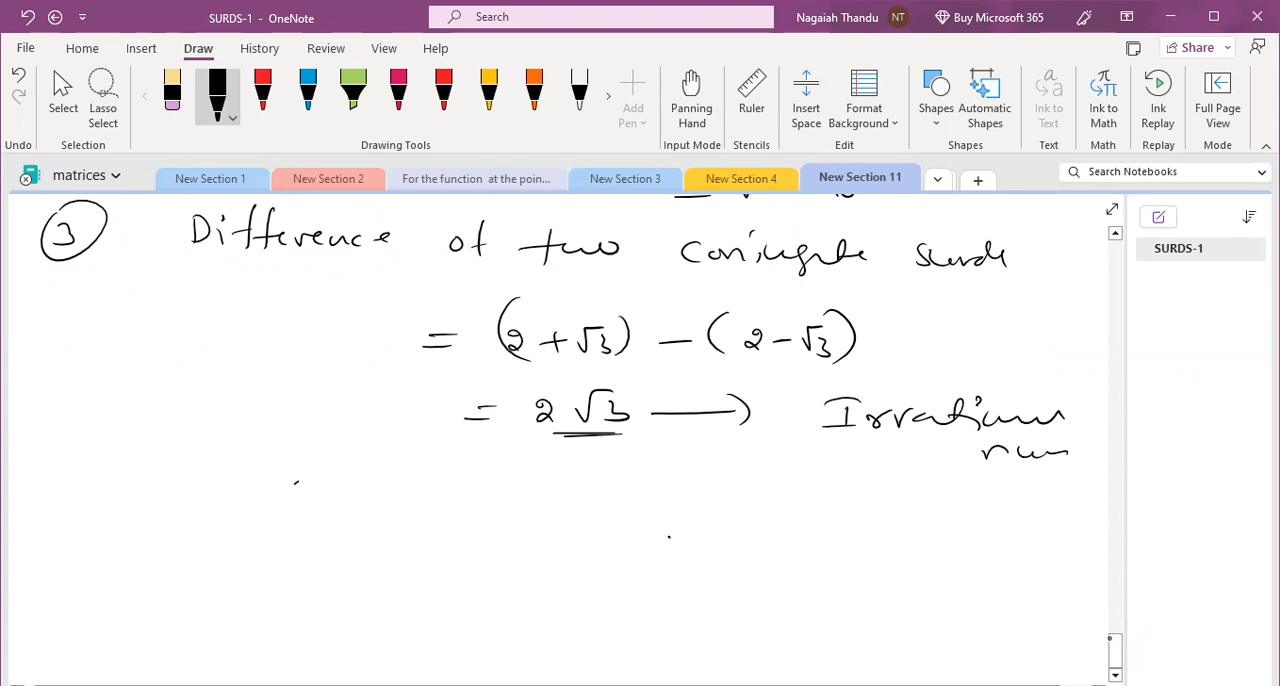 SURDS-1 - OneNote
Search
Nagaiah Thandu NT
Buy Microsoft 365
File Home Insert Draw History Review View Help
Share
Select
Lasso Select
Add Pen
Panning Hand
Ruler
Insert Space
Format Background
Shapes
Automatic Shapes
Ink to Text
Ink to Math
Ink Replay
Full Page View
Undo Selection Drawing Tools Input Mode Stencils Edit Shapes Text Math Replay Mode
matrices
New Section 1 New Section 2 For the function at the poin... New Section 3 New Section 4 New Section 11
Search Notebooks
SURDS-1
3 Difference of two conjugate surds
= (2 + √3) - (2 - √3)
= 2 √3 →